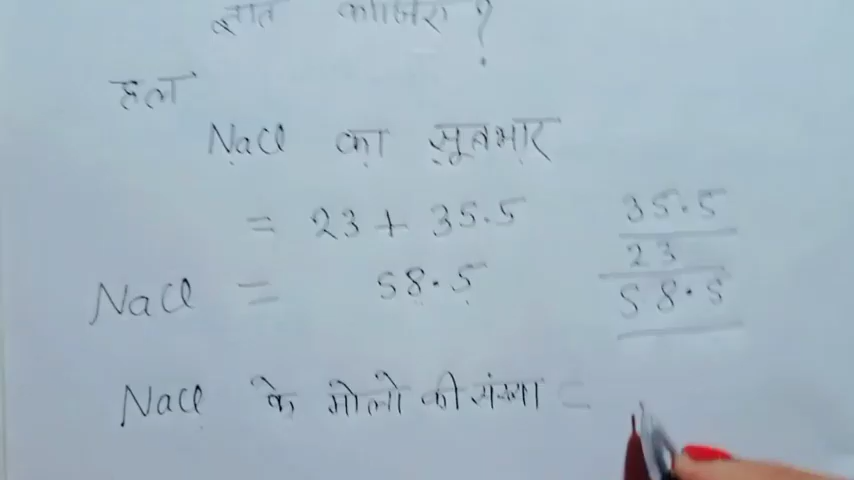 ज्ञात कीजिए ?
हल
NaCl का सूत्रभार
= 23 + 35.5
35.5
23
58.5
NaCl = 58.5
NaCl के मोलो की संख्या =